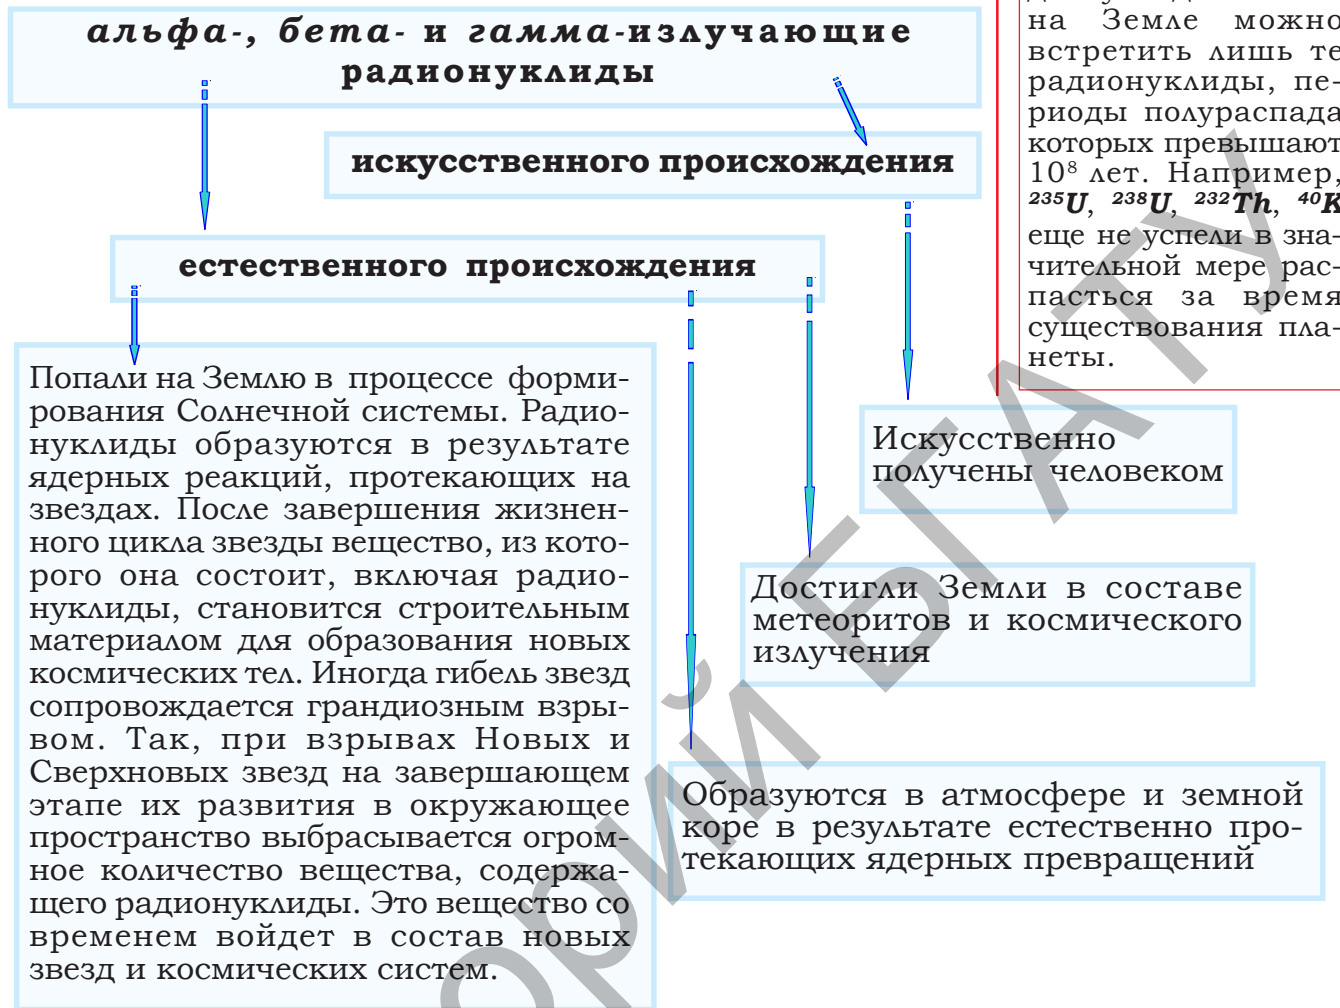 альфа-, бета- и гамма-излучающие
радионуклиды
искусственного происхождения
естественного происхождения
Попали на Землю в процессе форми-
рования Солнечной системы. Радио-
нуклиды образуются в результате
ядерных реакций, протекающих на
звездах. После завершения жизнен-
ного цикла звезды вещество, из кото-
рого она состоит, включая радио-
нуклиды, становится строительным
материалом для образования новых
космических тел. Иногда гибель звезд
сопровождается грандиозным взры-
вом. Так, при взрывах Новых и
Сверхновых звезд на завершающем
этапе их развития в окружающее
пространство выбрасывается огром-
ное количество вещества, содержа-
щего радионуклиды. Это вещество со
временем войдет в состав новых
звезд и космических систем.
Образуются в атмосфере и земной
коре в результате естественно про-
текающих ядерных превращений
Достигли Земли в составе
метеоритов и космического
излучения
Искусственно
получены человеком
на Земле можно
встретить лишь те
радионуклиды, пе-
риоды полураспада
которых превышают
10⁸ лет. Например,
²³⁵U, ²³⁸U, ²³²Th, ⁴⁰K
еще не успели в зна-
чительной мере рас-
пасться за время
существования пла-
неты.
орий БГАТУ